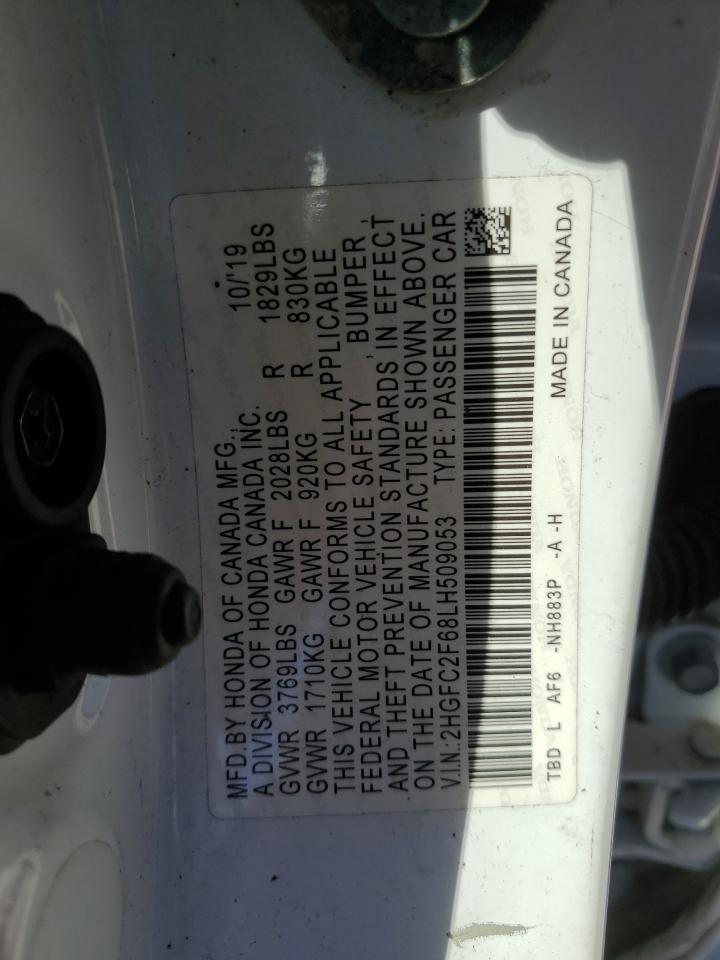 MFD.BY HONDA OF CANADA MFG., 10/'19
A DIVISION OF HONDA CANADA INC.
GVWR 3769LBS GAWR F 2028LBS R 1829LBS
GVWR 1710KG GAWR F 920KG R 830KG
THIS VEHICLE CONFORMS TO ALL APPLICABLE
FEDERAL MOTOR VEHICLE SAFETY, BUMPER,
AND THEFT PREVENTION STANDARDS IN EFFECT
ON THE DATE OF MANUFACTURE SHOWN ABOVE.
V.I.N.:2HGFC2F68LH509053 TYPE: PASSENGER CAR
TBD L AF6 -NH883P -A -H MADE IN CANADA